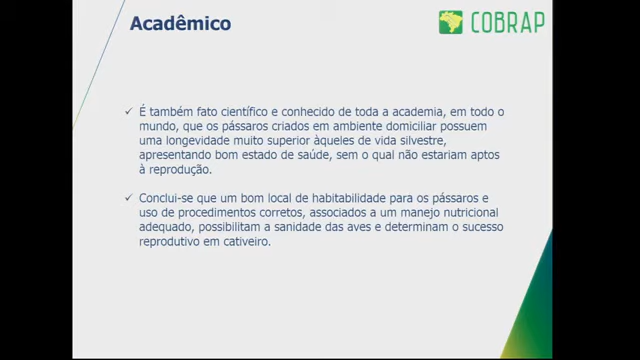 Acadêmico
COBRAP
É também fato científico e conhecido de toda a academia, em todo o
mundo, que os pássaros criados em ambiente domiciliar possuem
uma longevidade muito superior àqueles de vida silvestre,
apresentando bom estado de saúde, sem o qual não estariam aptos
à reprodução.
Conclui-se que um bom local de habitabilidade para os pássaros e
uso de procedimentos corretos, associados a um manejo nutricional
adequado, possibilitam a sanidade das aves e determinam o sucesso
reprodutivo em cativeiro.